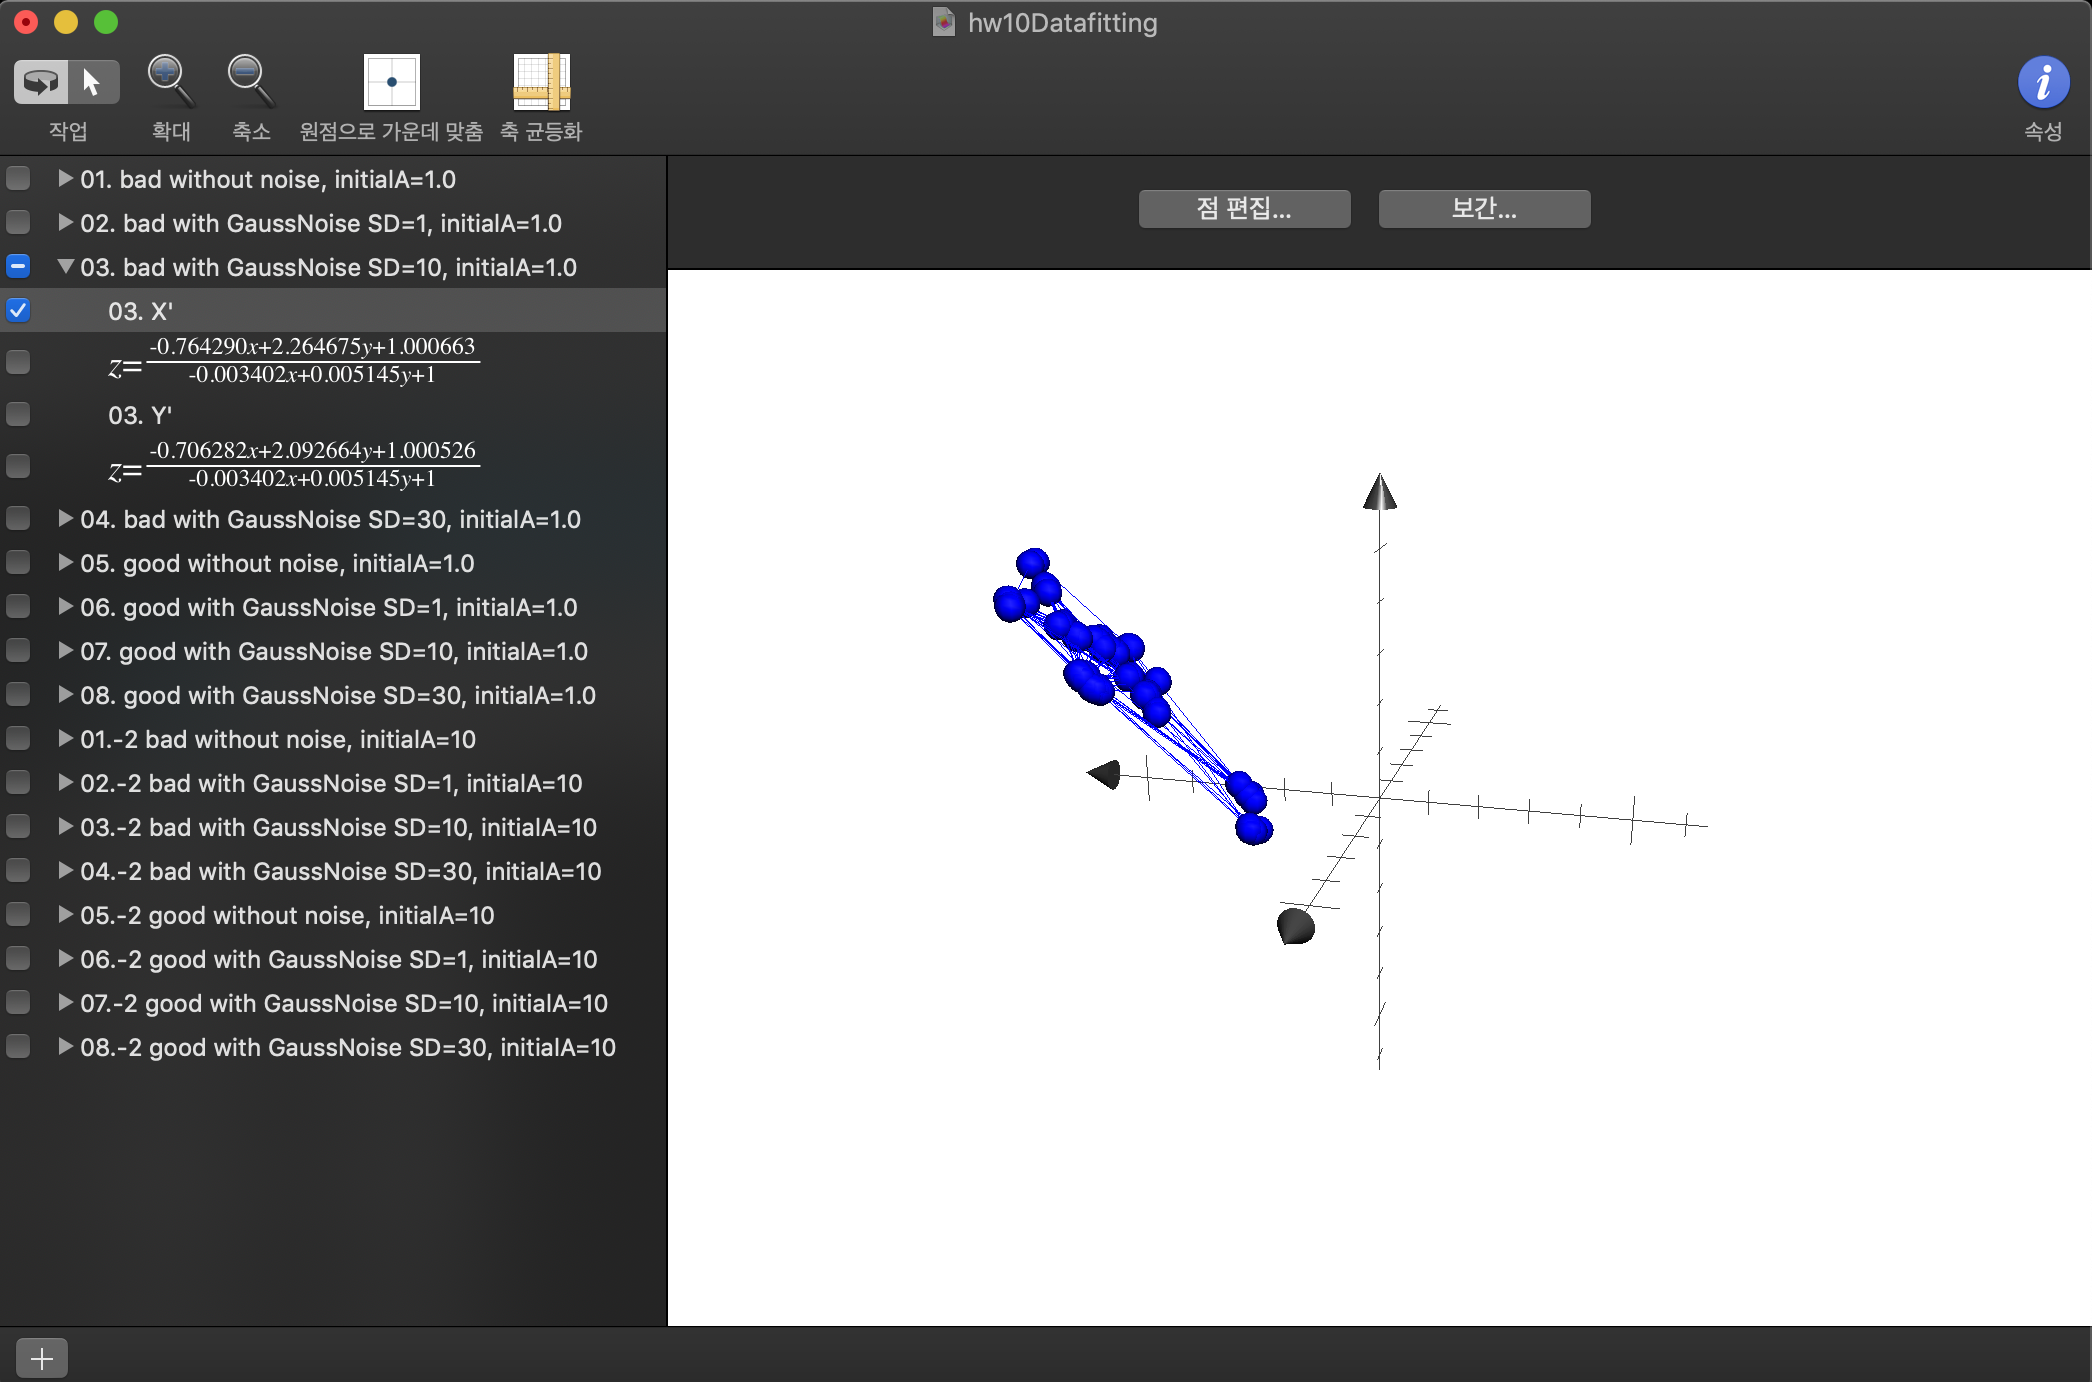 hw10Datafitting
작업
확대
축소
원점으로 가운데 맞춤
축 균등화
속성
점 편집...
보간...
01. bad without noise, initialA=1.0
02. bad with GaussNoise SD=1, initialA=1.0
03. bad with GaussNoise SD=10, initialA=1.0
03. X'
z=
-0.764290x+2.264675y+1.000663
-0.003402x+0.005145y+1
03. Y'
z=
-0.706282x+2.092664y+1.000526
-0.003402x+0.005145y+1
04. bad with GaussNoise SD=30, initialA=1.0
05. good without noise, initialA=1.0
06. good with GaussNoise SD=1, initialA=1.0
07. good with GaussNoise SD=10, initialA=1.0
08. good with GaussNoise SD=30, initialA=1.0
01.-2 bad without noise, initialA=10
02.-2 bad with GaussNoise SD=1, initialA=10
03.-2 bad with GaussNoise SD=10, initialA=10
04.-2 bad with GaussNoise SD=30, initialA=10
05.-2 good without noise, initialA=10
06.-2 good with GaussNoise SD=1, initialA=10
07.-2 good with GaussNoise SD=10, initialA=10
08.-2 good with GaussNoise SD=30, initialA=10